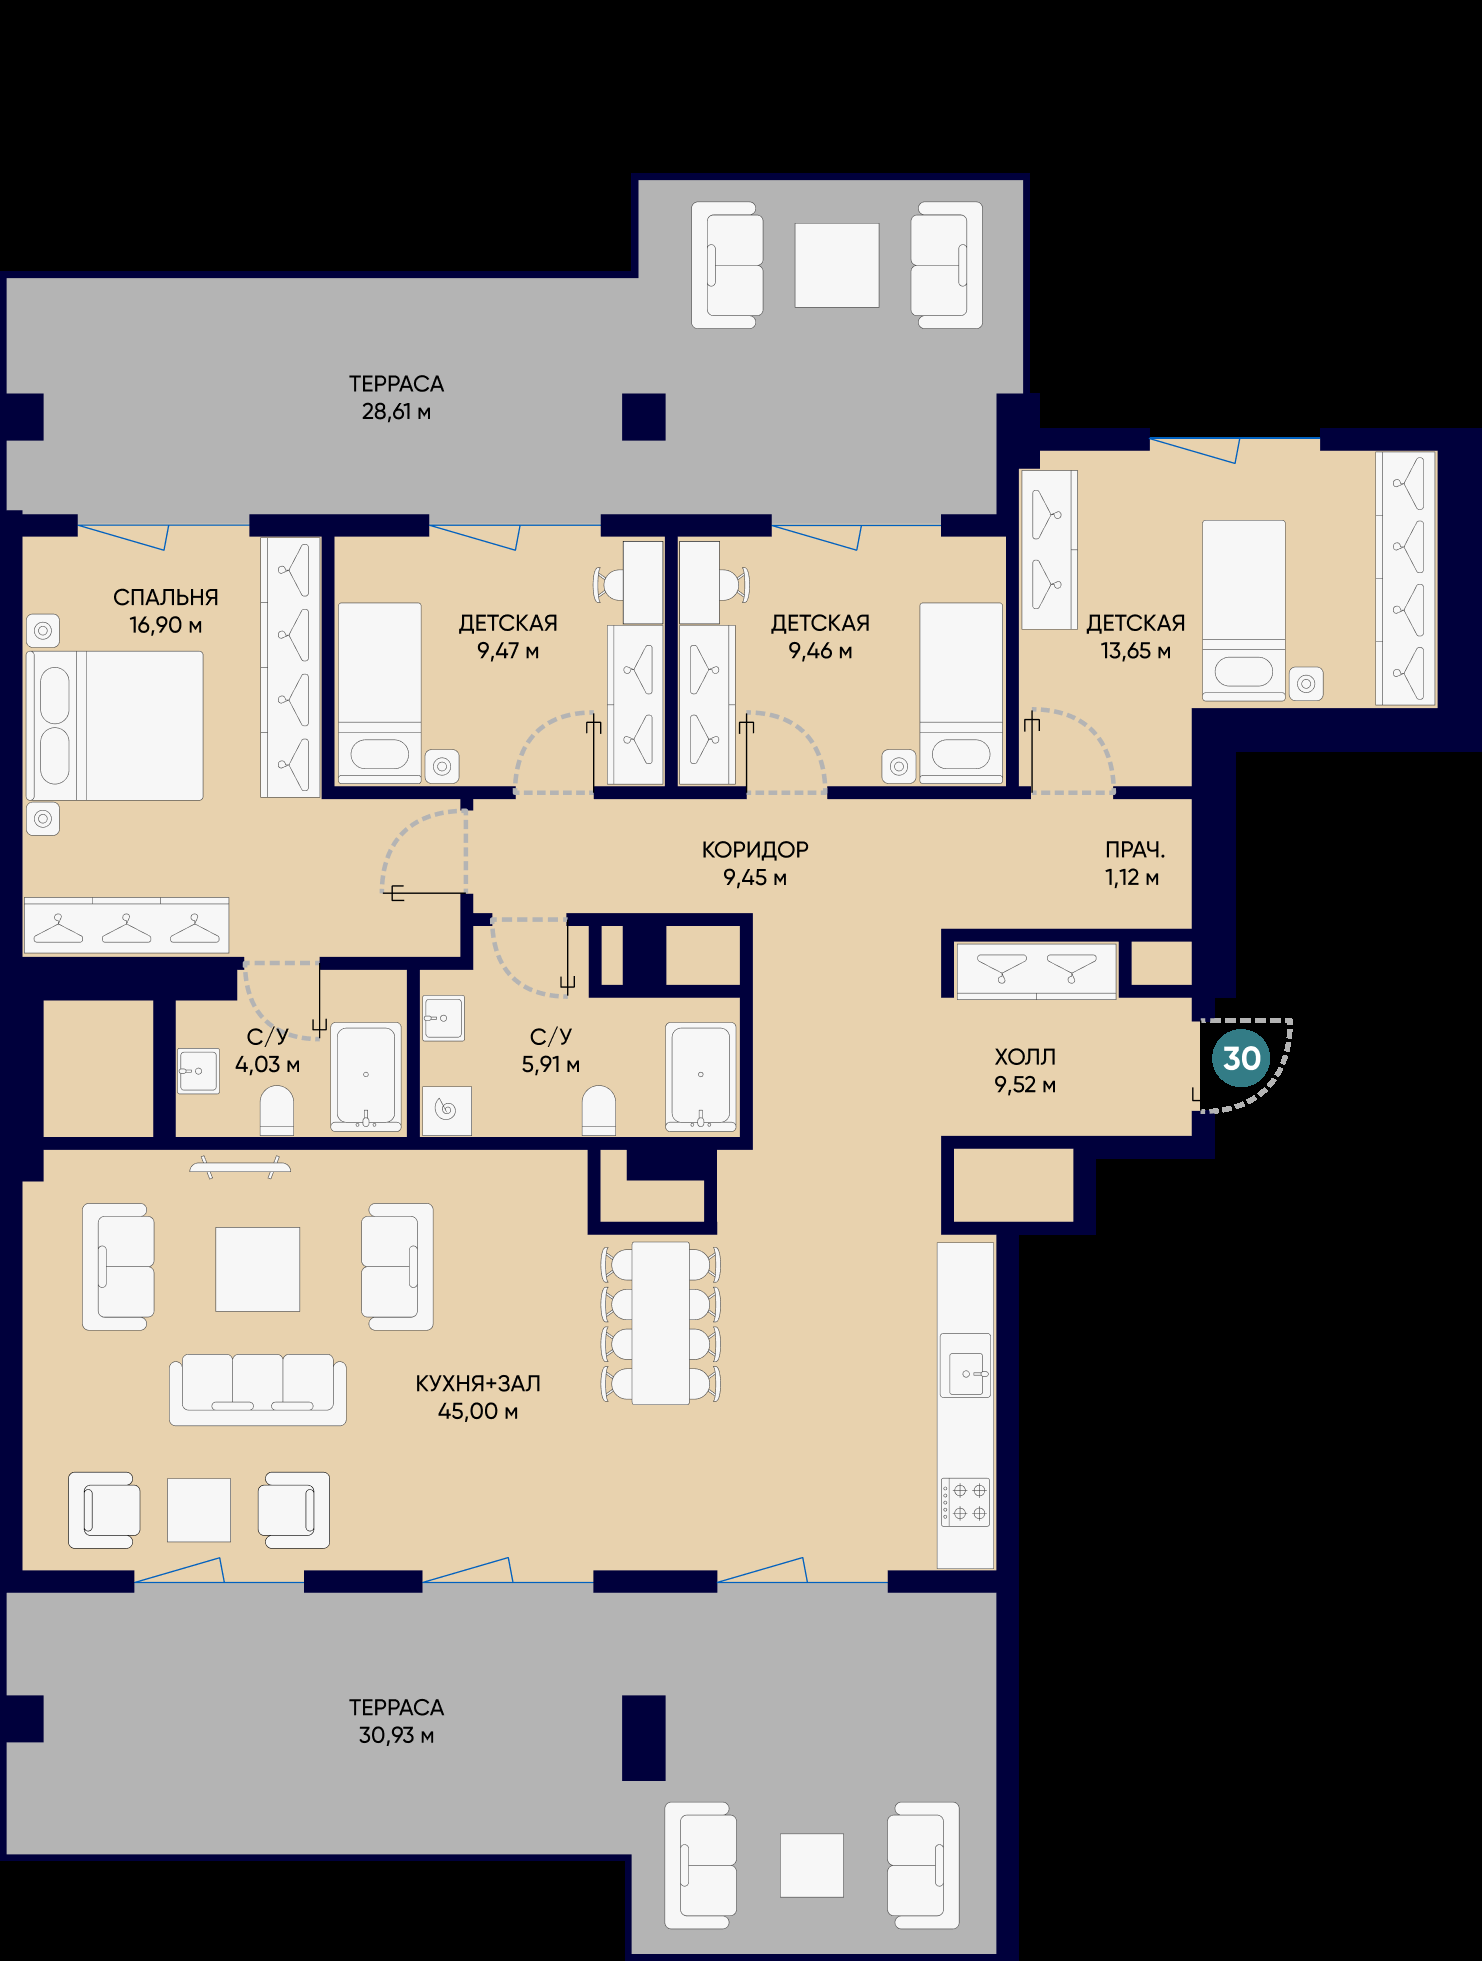 ТЕРРАСА
28,61 м
СПАЛЬНЯ
16,90 м
ДЕТСКАЯ
9,47 м
ДЕТСКАЯ
9,46 м
ДЕТСКАЯ
13,65 м
КОРИДОР
9,45 м
ПРАЧ.
1,12 м
С/У
4,03 м
С/У
5,91 м
ХОЛЛ
9,52 м
30
КУХНЯ+ЗАЛ
45,00 м
ТЕРРАСА
30,93 м